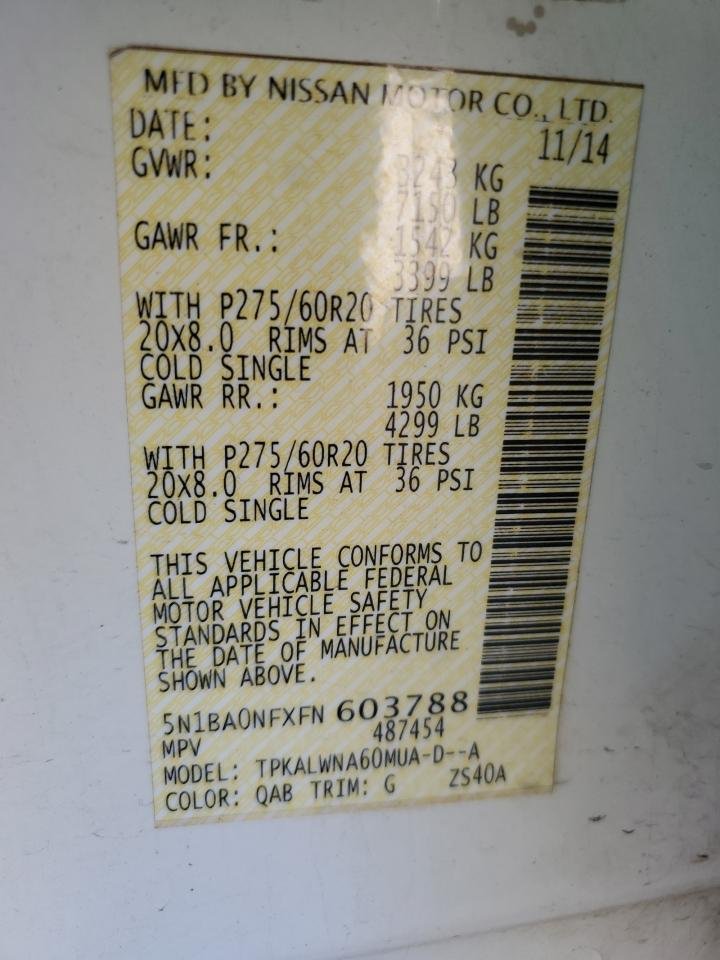 MFD BY NISSAN MOTOR CO., LTD.
DATE: 11/14
GVWR: 3243 KG
7150 LB
GAWR FR.: 1542 KG
3399 LB
WITH P275/60R20 TIRES
20X8.0 RIMS AT 36 PSI
COLD SINGLE
GAWR RR.: 1950 KG
4299 LB
WITH P275/60R20 TIRES
20X8.0 RIMS AT 36 PSI
COLD SINGLE
THIS VEHICLE CONFORMS TO
ALL APPLICABLE FEDERAL
MOTOR VEHICLE SAFETY
STANDARDS IN EFFECT ON
THE DATE OF MANUFACTURE
SHOWN ABOVE.
5N1BA0NFXFN 603788
MPV 487454
MODEL: TPKALWNA60MUA-D--A
COLOR: QAB TRIM: G ZS40A